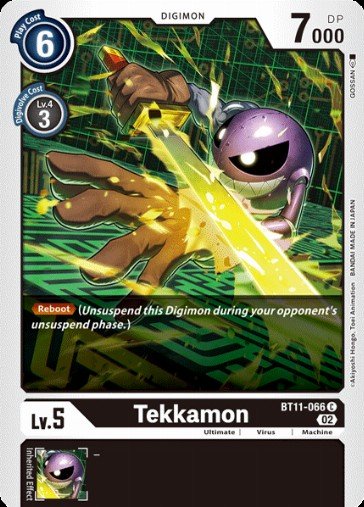 Play Cost
6
DIGIMON
7000
DP
Digivolve Cost
Lv.4
3
GOSSAN
©Akiyoshi Hongo, Toei Animation BANDAI MADE IN JAPAN
Reboot (Unsuspend this Digimon during your opponent's
unsuspend phase.)
Lv.5
Tekkamon
BT11-066 C
02
Ultimate | Virus | Machine
Inherited Effect
–